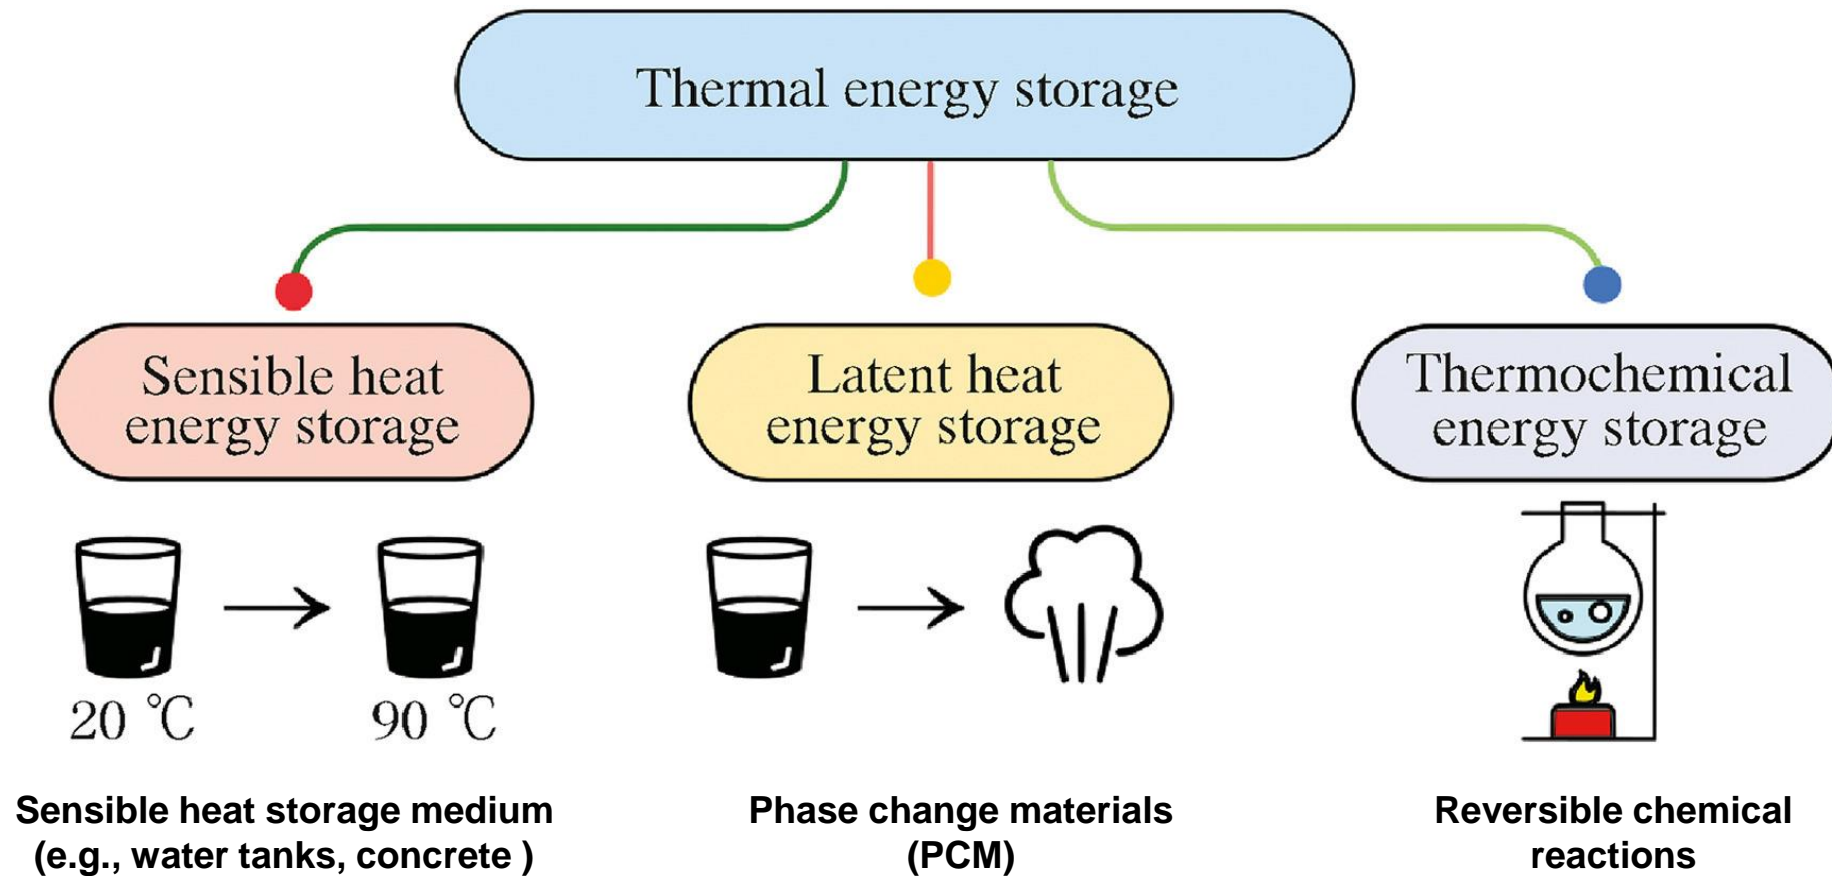 Thermal energy storage
Sensible heat
energy storage
Latent heat
energy storage
Thermochemical
energy storage
20 ℃
90 ℃
Sensible heat storage medium
(e.g., water tanks, concrete )
Phase change materials
(PCM)
Reversible chemical
reactions